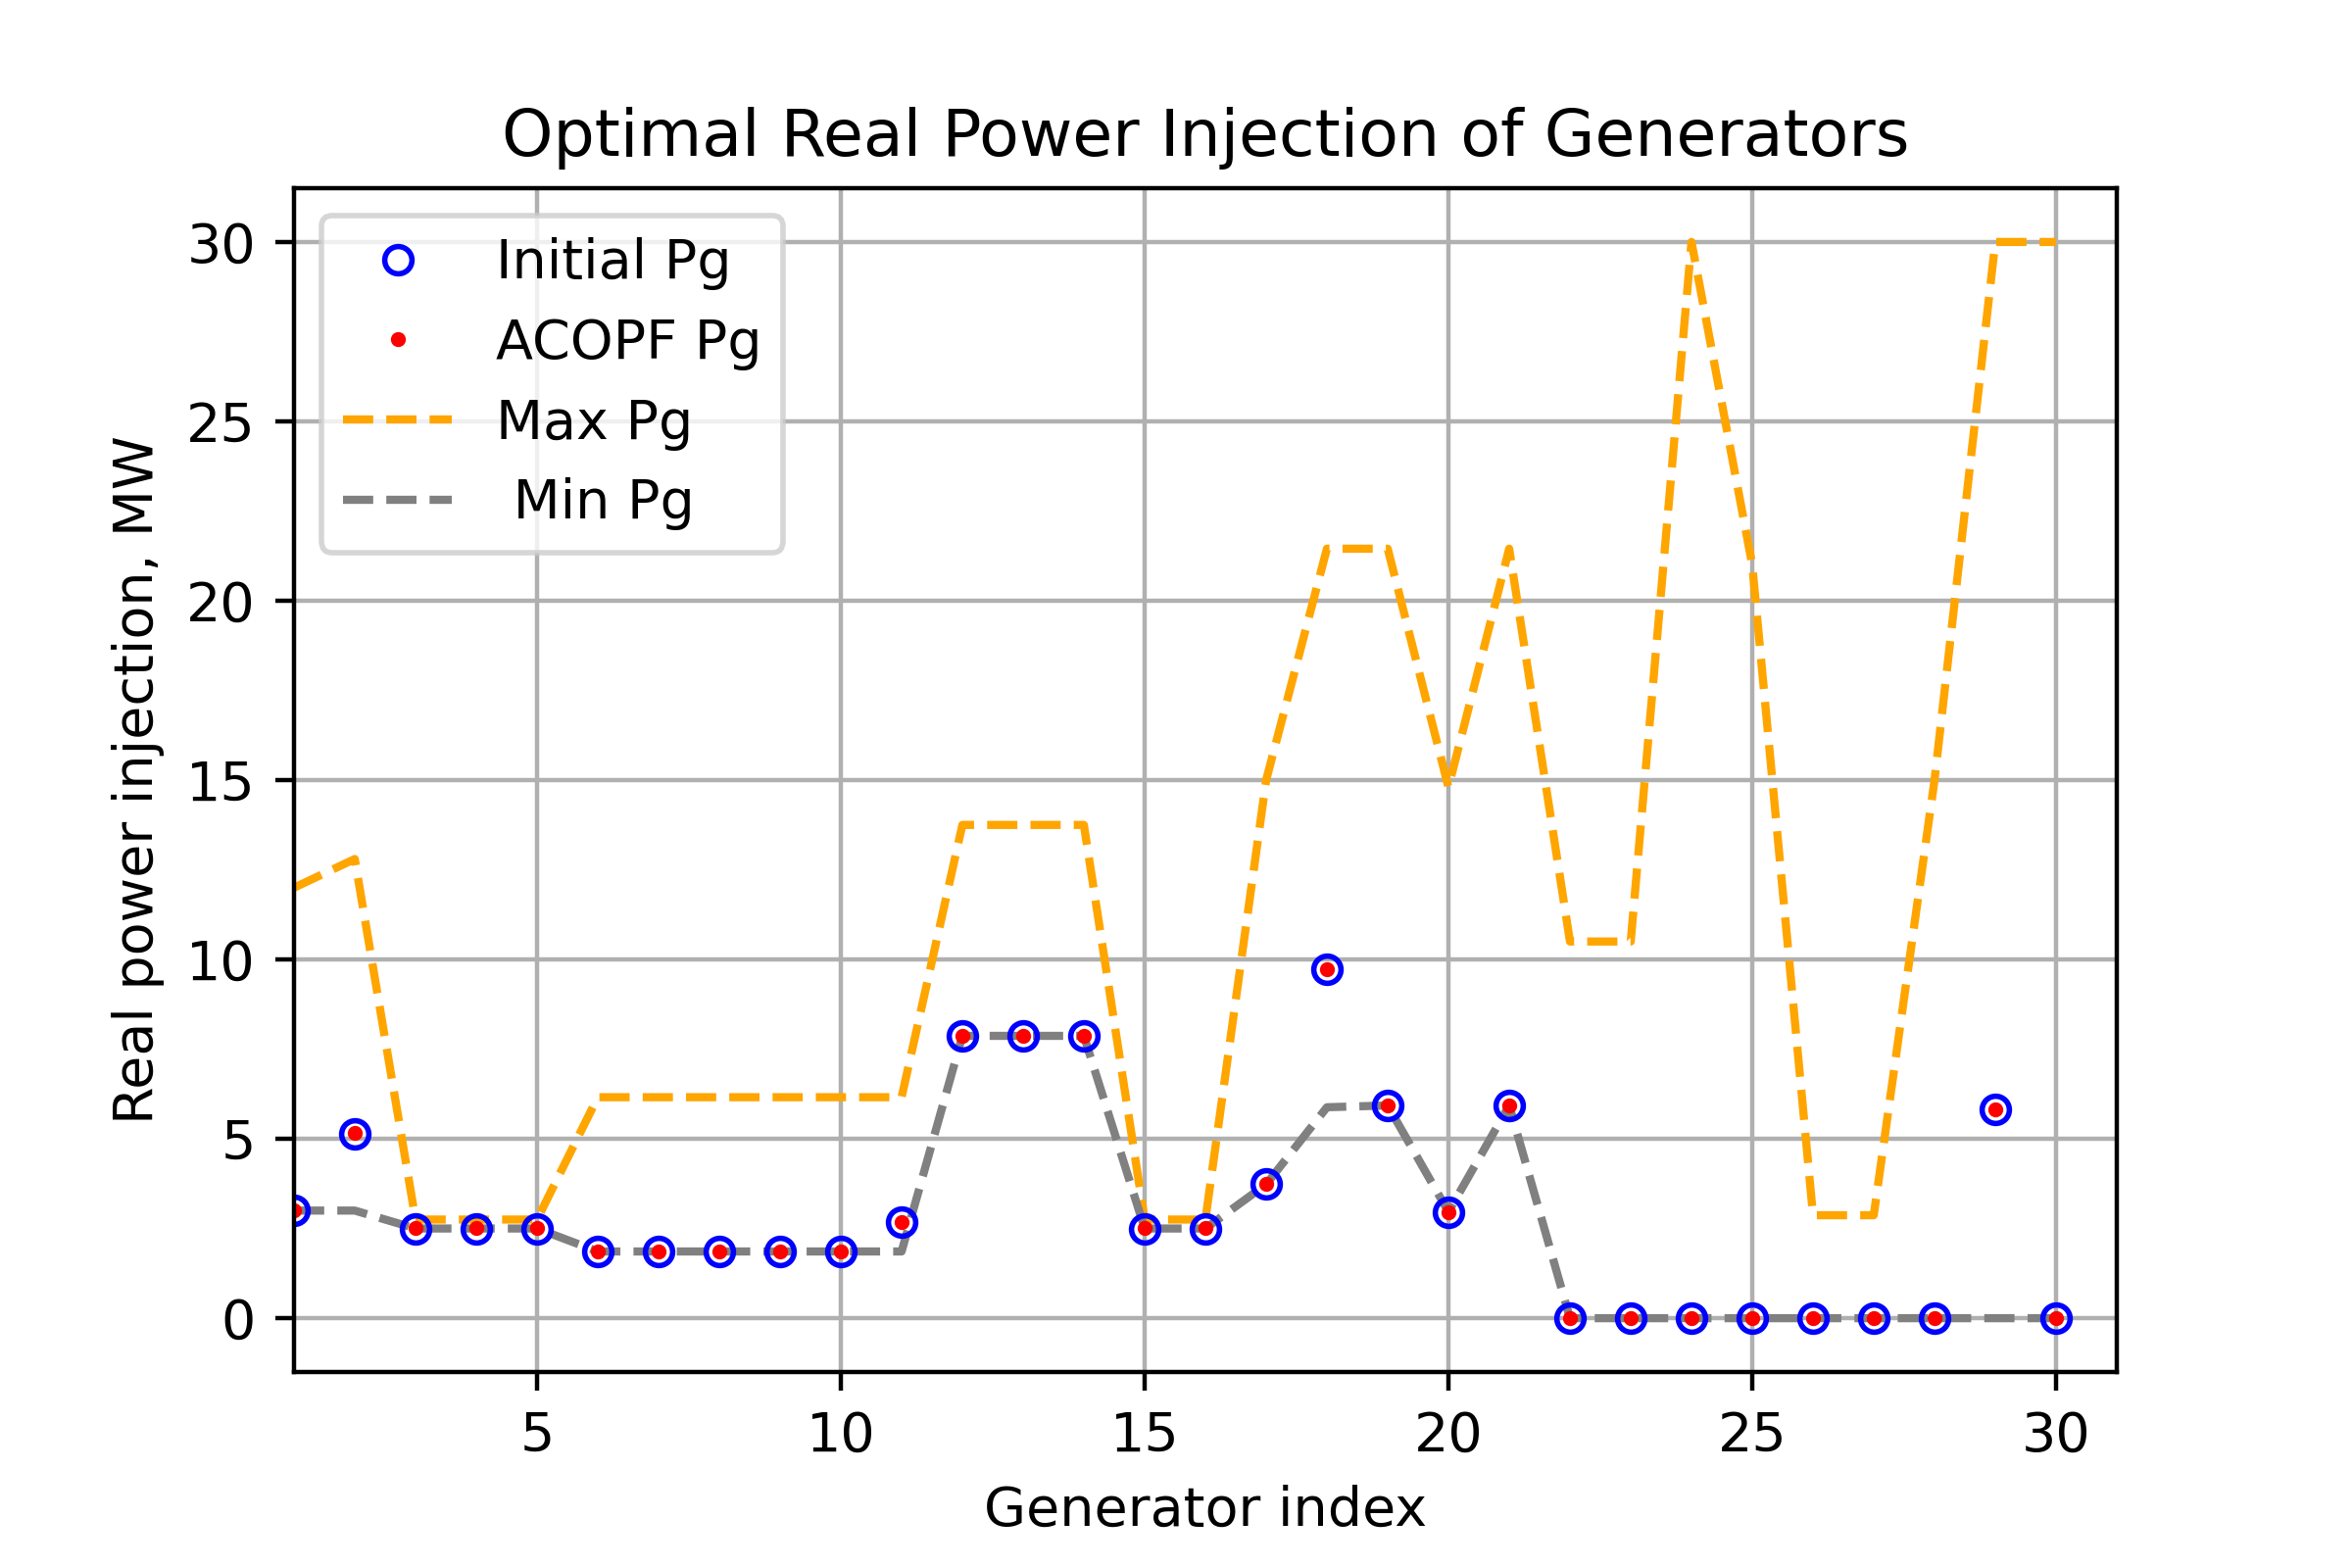 Optimal Real Power Injection of Generators
Real power injection, MW
30
25
20
15
10
5
0
Initial Pg
ACOPF Pg
Max Pg
Min Pg
5 10 15 20 25 30
Generator index